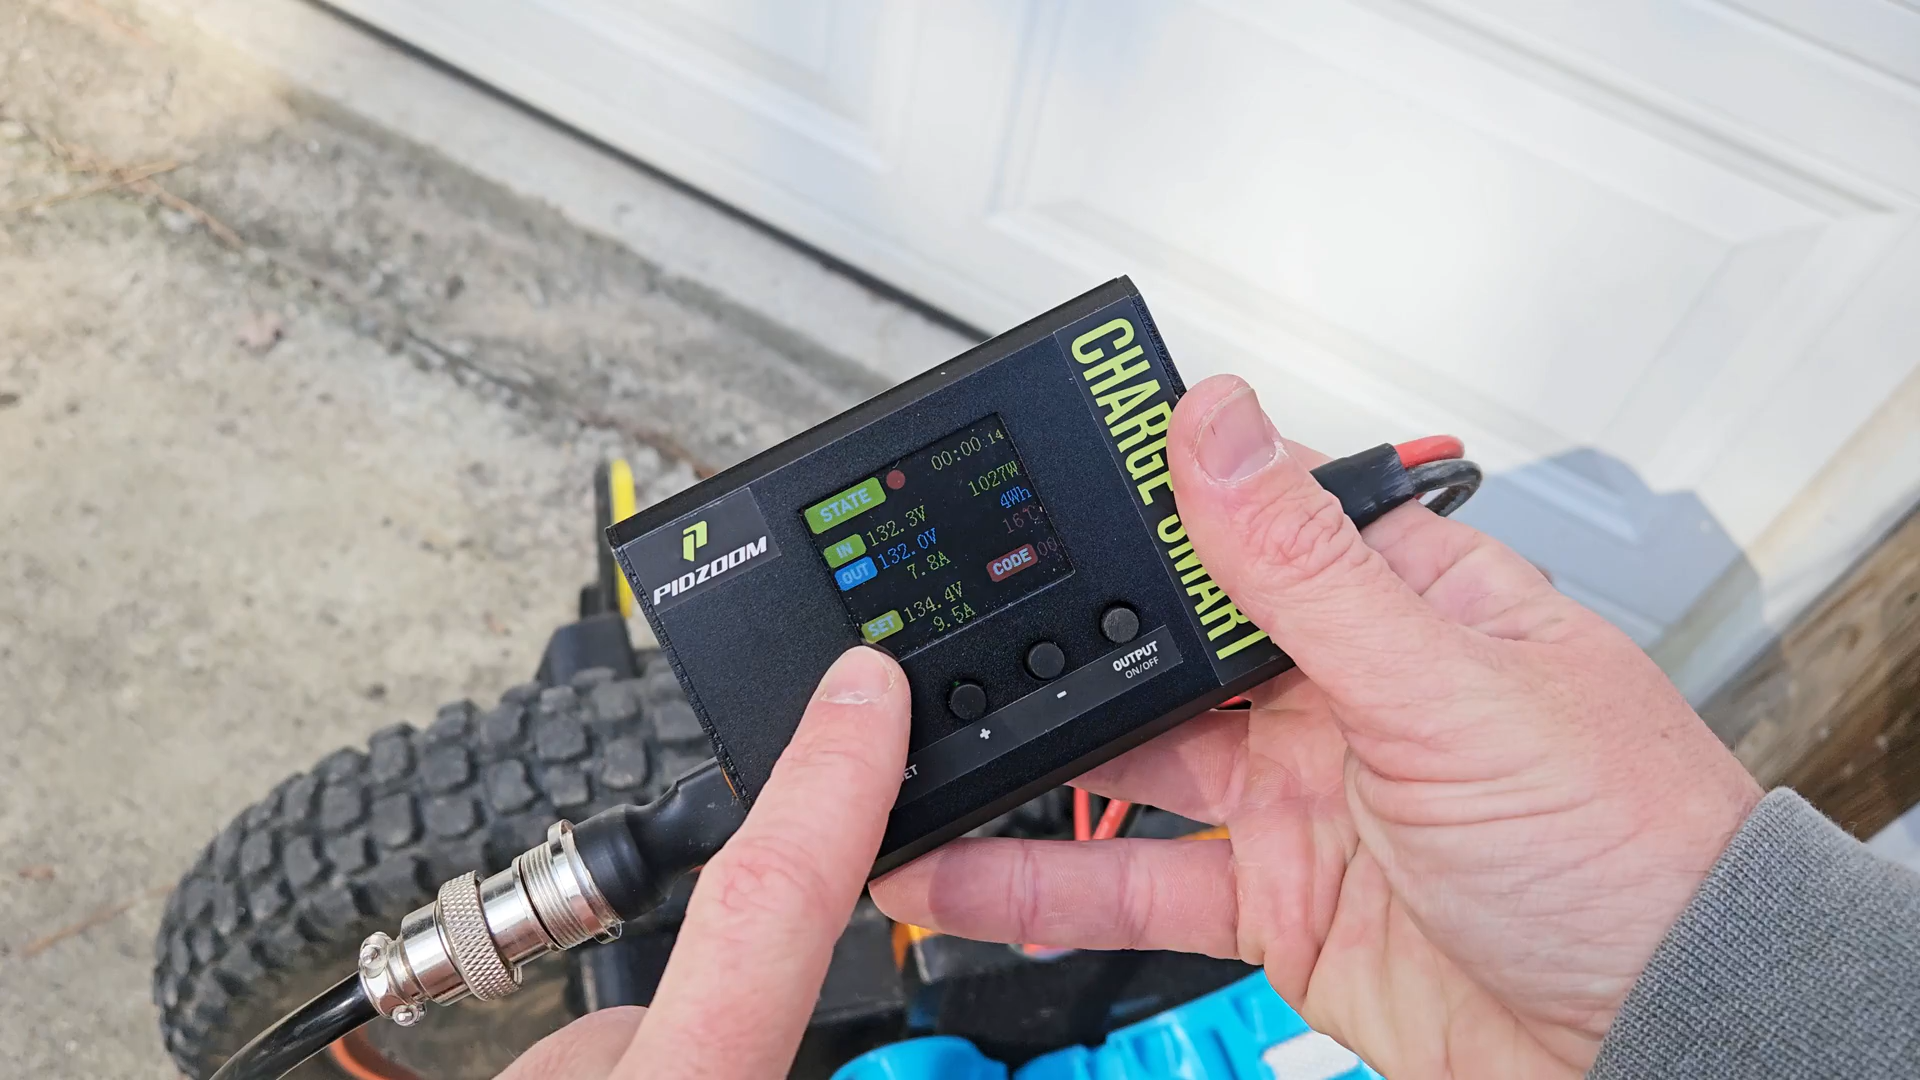 PIDZOOM
STATE
00:00:14
1027W
IN 132.3V
4Wh
OUT 132.0V
16℃
7.8A
CODE
SET 134.4V
9.5A
+
-
OUTPUT
ON/OFF
CHARGE SMART